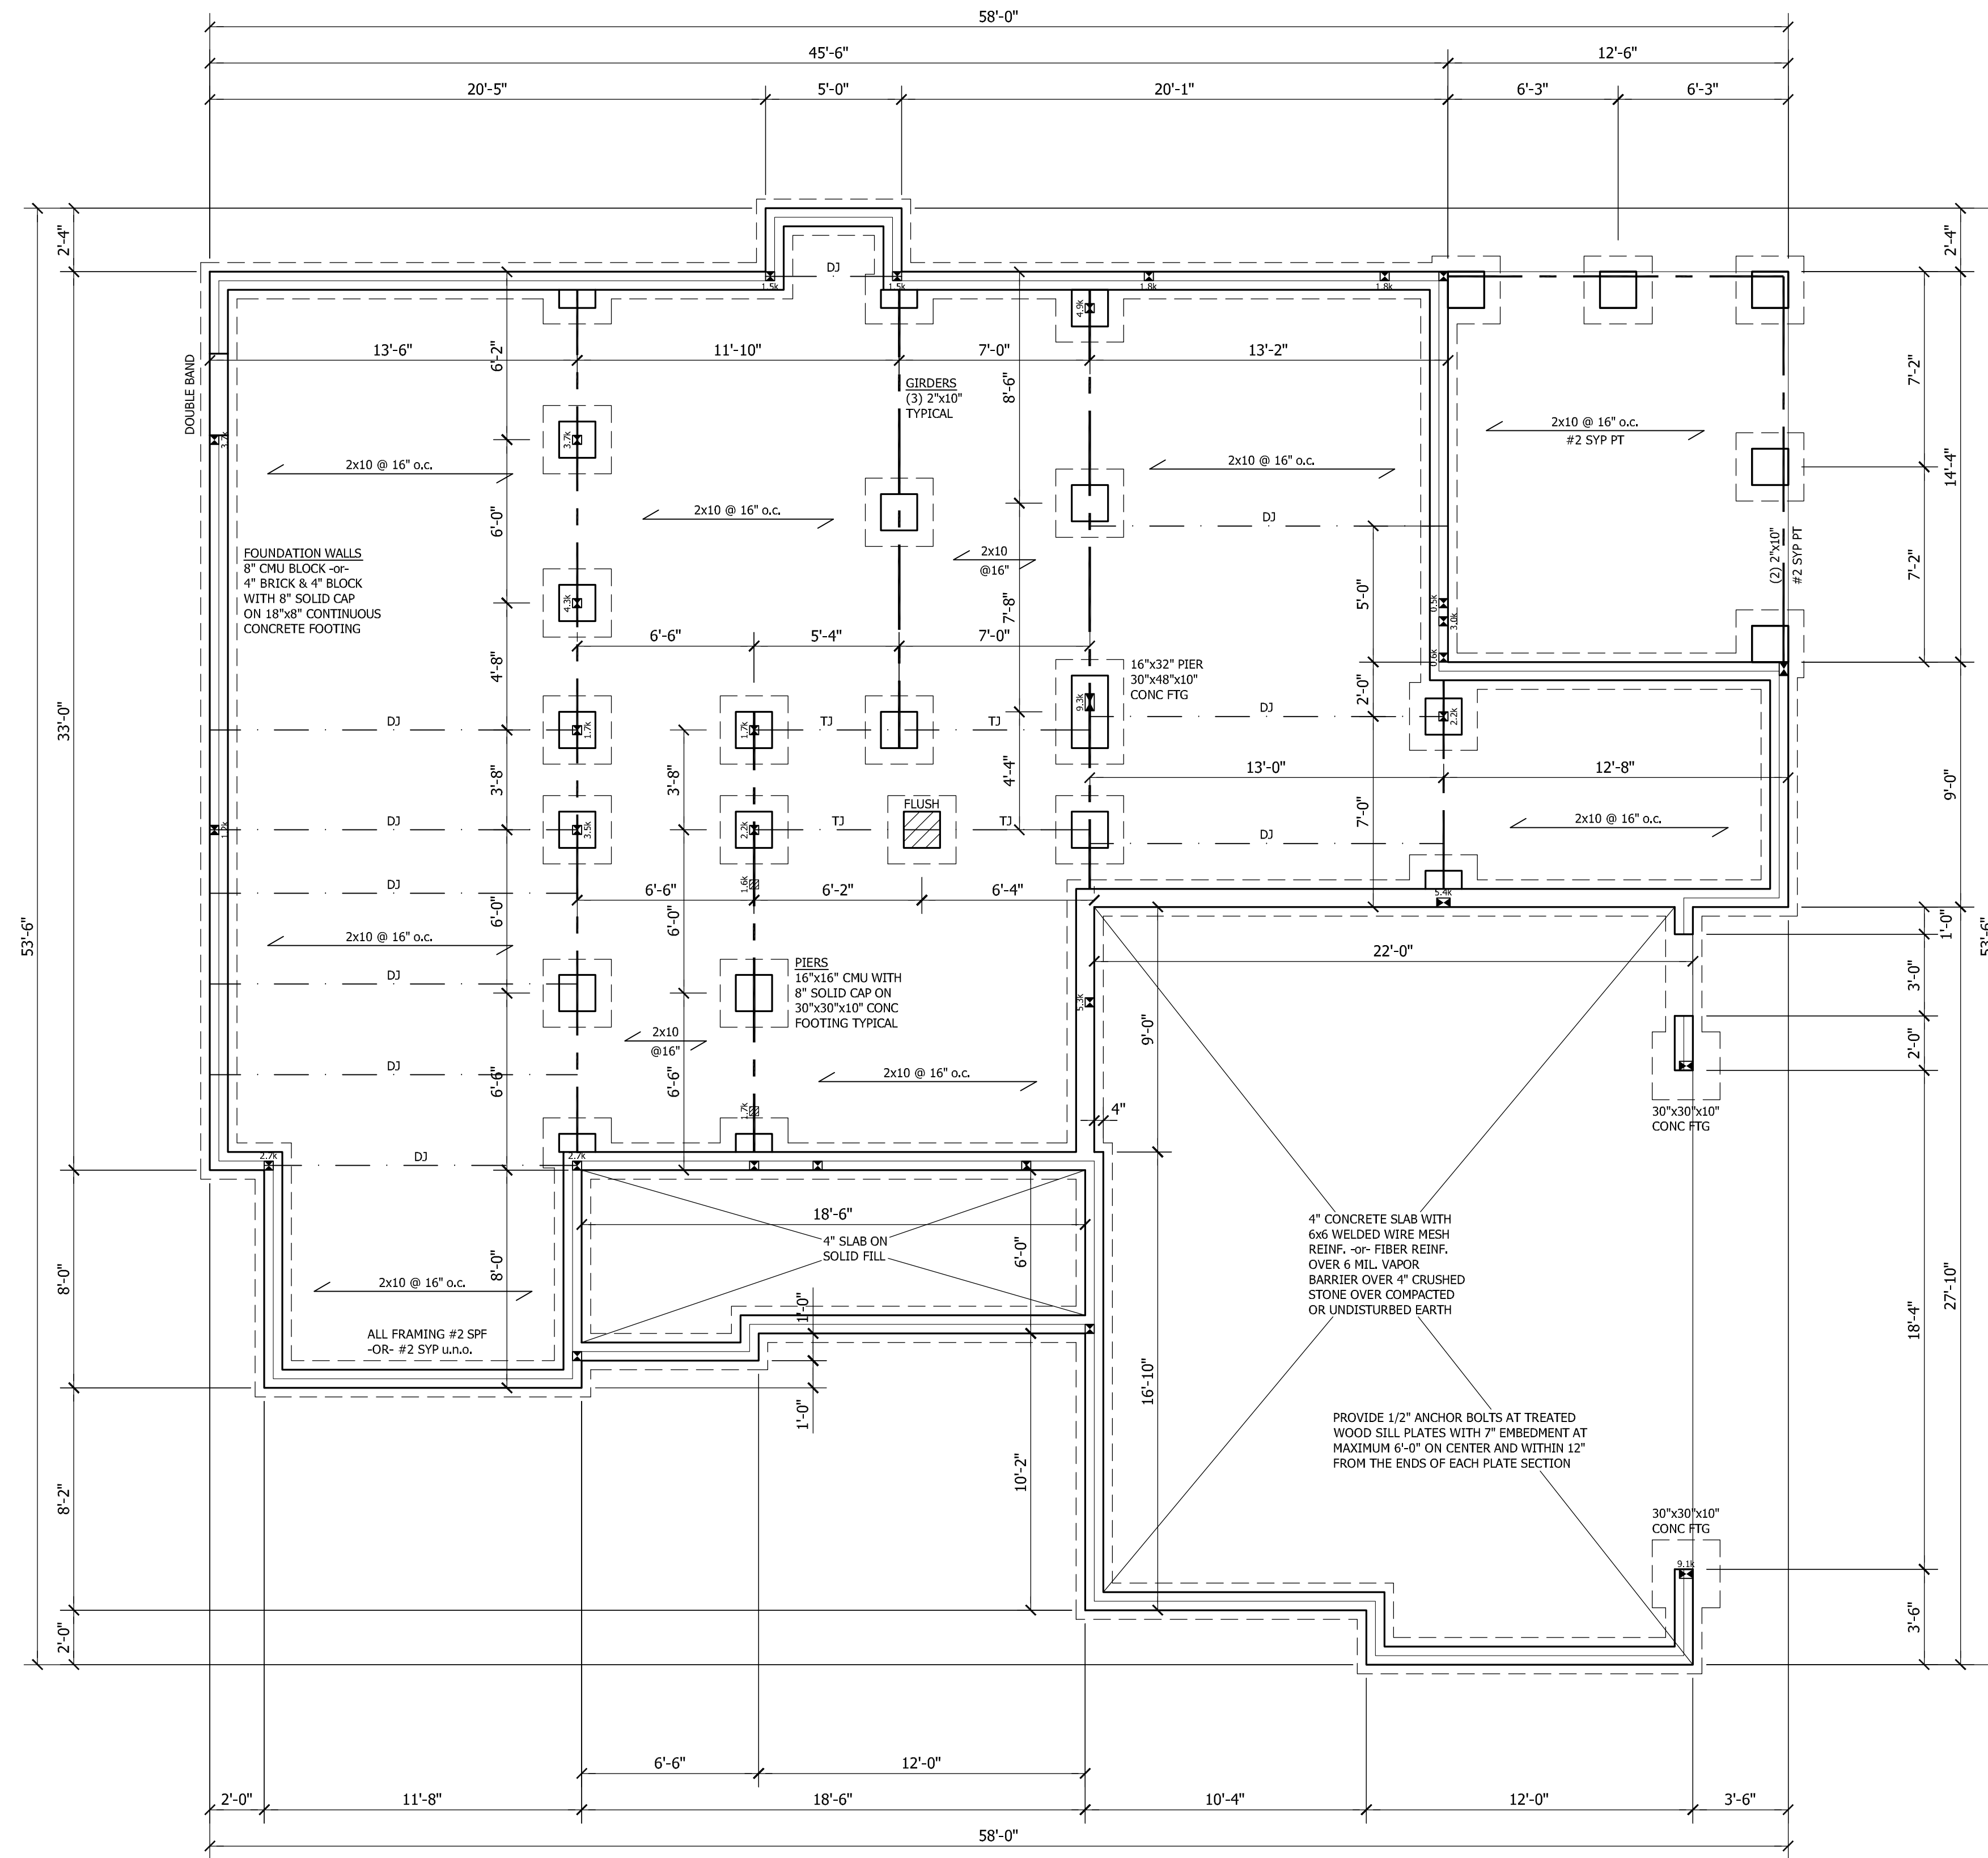 58'-0"
45'-6"
12'-6"
20'-5"
5'-0"
20'-1"
6'-3"
6'-3"
2'-4"
2'-4"
DJ
1.5k
1.5k
1.8k
1.8k
4.9k
13'-6"
11'-10"
7'-0"
13'-2"
6'-2"
8'-6"
7'-2"
DOUBLE BAND
GIRDERS
(3) 2"x10"
TYPICAL
3.7k
3.7k
2x10 @ 16" o.c.
2x10 @ 16" o.c.
2x10 @ 16" o.c.
2x10 @ 16" o.c.
#2 SYP PT
14'-4"
6'-0"
DJ
FOUNDATION WALLS
8" CMU BLOCK -or-
4" BRICK & 4" BLOCK
WITH 8" SOLID CAP
ON 18"x8" CONTINUOUS
CONCRETE FOOTING
2x10
@16"
(2) 2"x10"
#2 SYP PT
7'-2"
4.3k
7'-8"
5'-0"
0.5k
3.0k
0.6k
6'-6"
5'-4"
7'-0"
4'-8"
16"x32" PIER
30"x48"x10"
CONC FTG
9.3k
2'-0"
2.2k
33'-0"
DJ
1.7k
1.7k
TJ
TJ
DJ
3'-8"
3'-8"
4'-4"
13'-0"
12'-8"
9'-0"
FLUSH
7'-0"
1.2k
DJ
3.5k
2.2k
TJ
TJ
DJ
2x10 @ 16" o.c.
DJ
1.6k
6'-6"
6'-2"
6'-4"
5.4k
6'-0"
6'-0"
53'-6"
2x10 @ 16" o.c.
1'-0"
53'-6"
22'-0"
PIERS
16"x16" CMU WITH
8" SOLID CAP ON
30"x30"x10" CONC
FOOTING TYPICAL
DJ
3'-0"
5.3k
9'-0"
2x10
@16"
2'-0"
DJ
6'-6"
6'-6"
2x10 @ 16" o.c.
1.7k
4"
30"x30"x10"
CONC FTG
2.7k
DJ
2.7k
18'-6"
4" SLAB ON
SOLID FILL
6'-0"
4" CONCRETE SLAB WITH
6x6 WELDED WIRE MESH
REINF. -or- FIBER REINF.
OVER 6 MIL. VAPOR
BARRIER OVER 4" CRUSHED
STONE OVER COMPACTED
OR UNDISTURBED EARTH
8'-0"
8'-0"
2x10 @ 16" o.c.
1'-0"
27'-10"
18'-4"
ALL FRAMING #2 SPF
-OR- #2 SYP u.n.o.
16'-10"
1'-0"
PROVIDE 1/2" ANCHOR BOLTS AT TREATED
WOOD SILL PLATES WITH 7" EMBEDMENT AT
MAXIMUM 6'-0" ON CENTER AND WITHIN 12"
FROM THE ENDS OF EACH PLATE SECTION
8'-2"
10'-2"
30"x30"x10"
CONC FTG
9.1k
2'-0"
3'-6"
6'-6"
12'-0"
2'-0"
11'-8"
18'-6"
10'-4"
12'-0"
3'-6"
58'-0"